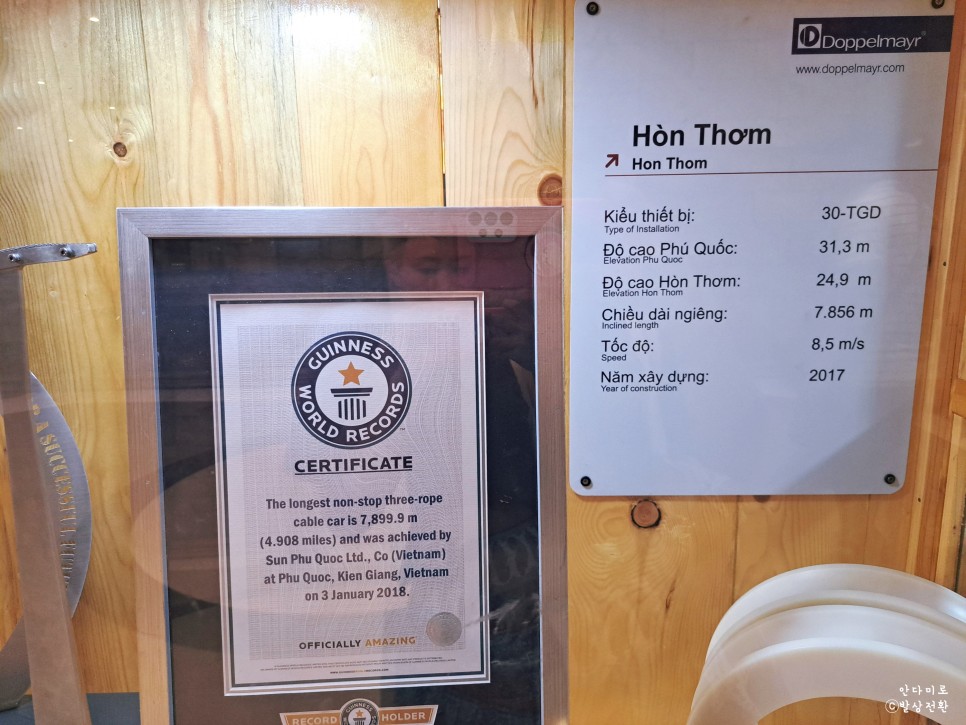 Doppelmayr
www.doppelmayr.com
Hòn Thơm
Hon Thom
Kiểu thiết bị: 30-TGD
Type of Installation
Độ cao Phú Quốc: 31,3 m
Elevation Phu Quoc
Độ cao Hòn Thơm: 24,9 m
Elevation Hon Thom
Chiều dài ngiêng: 7.856 m
Inclined length
Tốc độ: 8,5 m/s
Speed
Năm xây dựng: 2017
Year of construction
GUINNESS
WORLD RECORDS
CERTIFICATE
The longest non-stop three-rope
cable car is 7,899.9 m
(4.908 miles) and was achieved by
Sun Phu Quoc Ltd., Co (Vietnam)
at Phu Quoc, Kien Giang, Vietnam
on 3 January 2018.
OFFICIALLY AMAZING
RECORD HOLDER
GUINNESS
A SUCCESSFUL
안다미로
©발상전환